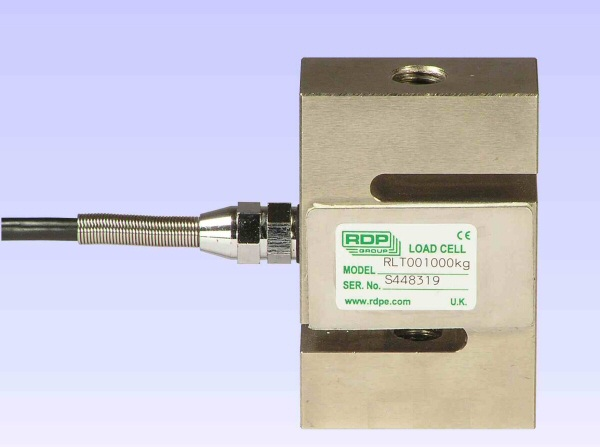 RDP
GROUP
CE
LOAD CELL
MODEL RLT001000kg
SER. No. S448319
www.rdpe.com U.K.